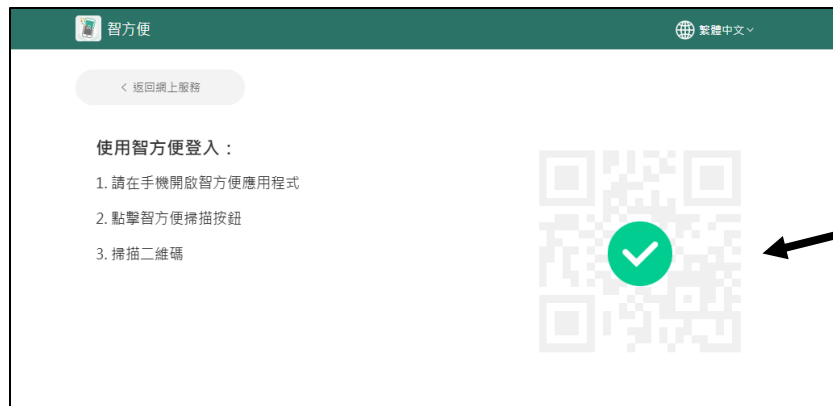 智方便
繁體中文
< 返回網上服務
使用智方便登入：
1. 請在手機開啟智方便應用程式
2. 點擊智方便掃描按鈕
3. 掃描二維碼